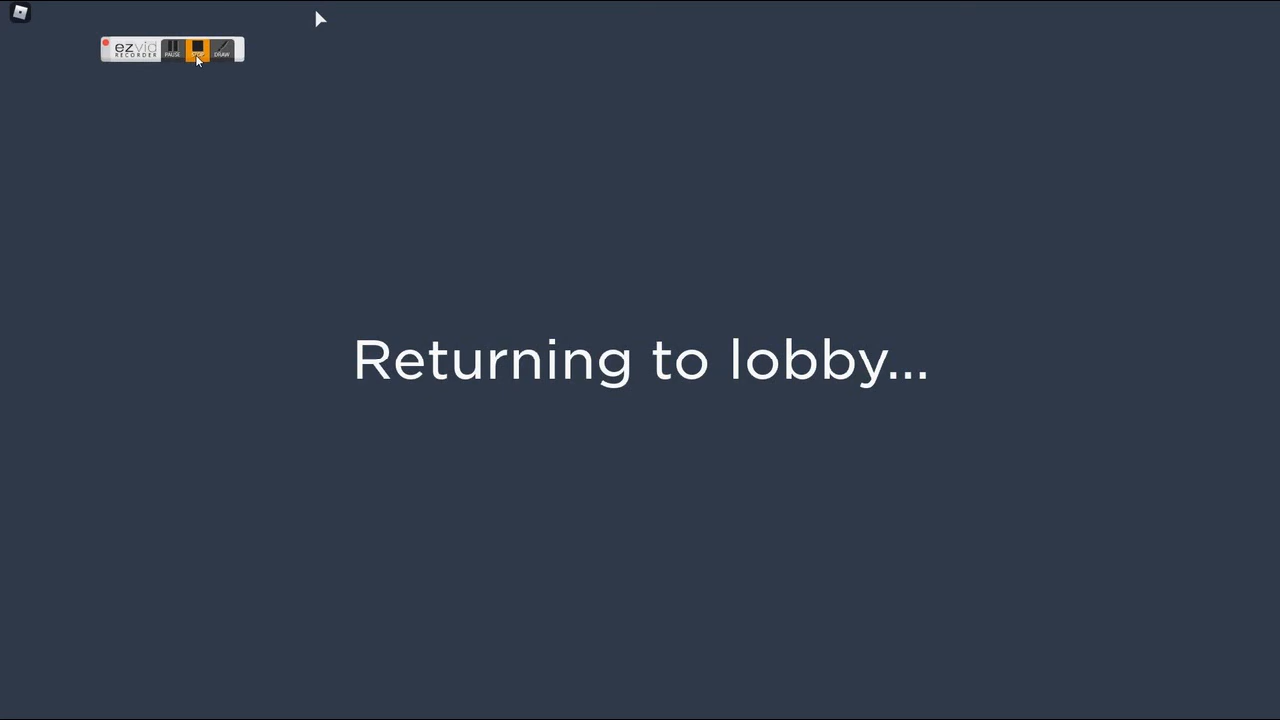 ezvid
RECORDER
PAUSE
STOP
DRAW
Returning to lobby...